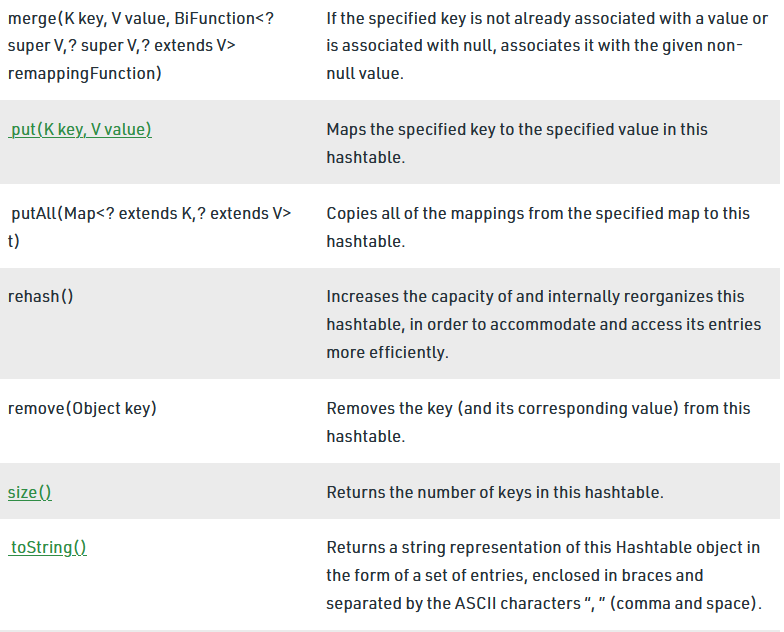 merge(K key, V value, BiFunction<?
super V,? super V,? extends V>
remappingFunction)
If the specified key is not already associated with a value or
is associated with null, associates it with the given non-
null value.
put(K key, V value)
Maps the specified key to the specified value in this
hashtable.
putAll(Map<? extends K,? extends V>
t)
Copies all of the mappings from the specified map to this
hashtable.
rehash()
Increases the capacity of and internally reorganizes this
hashtable, in order to accommodate and access its entries
more efficiently.
remove(Object key)
Removes the key (and its corresponding value) from this
hashtable.
size()
Returns the number of keys in this hashtable.
toString()
Returns a string representation of this Hashtable object in
the form of a set of entries, enclosed in braces and
separated by the ASCII characters “, ” (comma and space).